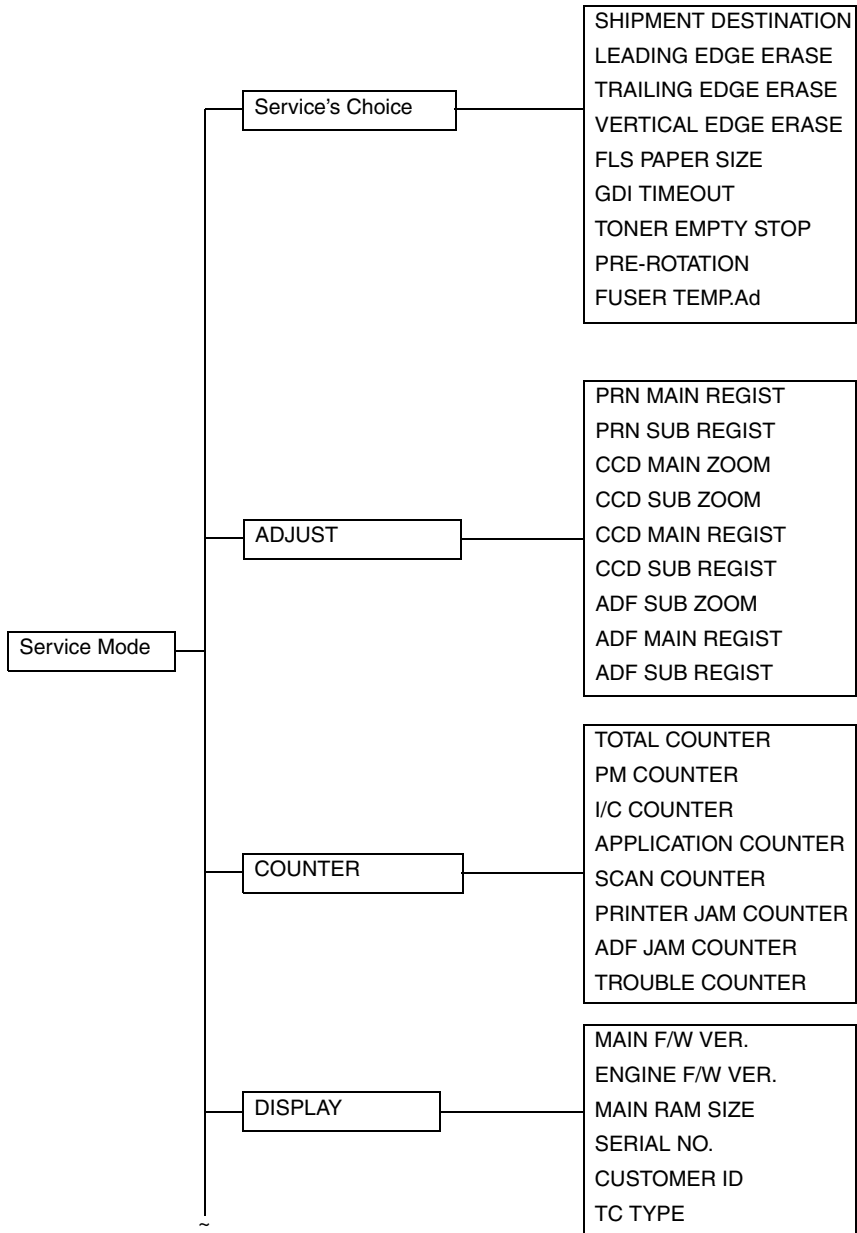 Service Mode
Service's Choice
SHIPMENT DESTINATION
LEADING EDGE ERASE
TRAILING EDGE ERASE
VERTICAL EDGE ERASE
FLS PAPER SIZE
GDI TIMEOUT
TONER EMPTY STOP
PRE-ROTATION
FUSER TEMP.Ad
ADJUST
PRN MAIN REGIST
PRN SUB REGIST
CCD MAIN ZOOM
CCD SUB ZOOM
CCD MAIN REGIST
CCD SUB REGIST
ADF SUB ZOOM
ADF MAIN REGIST
ADF SUB REGIST
COUNTER
TOTAL COUNTER
PM COUNTER
I/C COUNTER
APPLICATION COUNTER
SCAN COUNTER
PRINTER JAM COUNTER
ADF JAM COUNTER
TROUBLE COUNTER
DISPLAY
MAIN F/W VER.
ENGINE F/W VER.
MAIN RAM SIZE
SERIAL NO.
CUSTOMER ID
TC TYPE
~